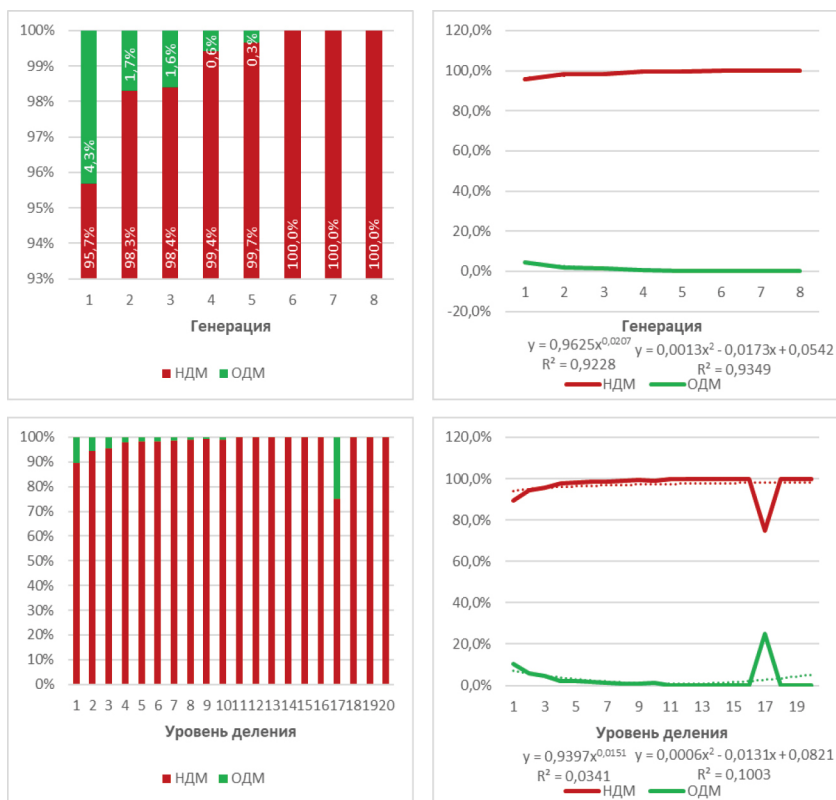 100%
99%
98%
97%
96%
95%
94%
93%
4,3%
1,7%
1,6%
0,6%
0,3%
95,7%
98,3%
98,4%
99,4%
99,7%
100,0%
100,0%
100,0%
1 2 3 4 5 6 7 8
Генерация
НДМ ОДМ
120,0%
100,0%
80,0%
60,0%
40,0%
20,0%
0,0%
-20,0%
1 2 3 4 5 6 7 8
Генерация
y = 0,9625x^0,0207 y = 0,0013x² - 0,0173x + 0,0542
R² = 0,9228 R² = 0,9349
НДМ ОДМ
100%
90%
80%
70%
60%
50%
40%
30%
20%
10%
0%
1 2 3 4 5 6 7 8 9 10 11 12 13 14 15 16 17 18 19 20
Уровень деления
НДМ ОДМ
120,0%
100,0%
80,0%
60,0%
40,0%
20,0%
0,0%
1 3 5 7 9 11 13 15 17 19
Уровень деления
y = 0,9397x^0,0151 y = 0,0006x² - 0,0131x + 0,0821
R² = 0,0341 R² = 0,1003
НДМ ОДМ